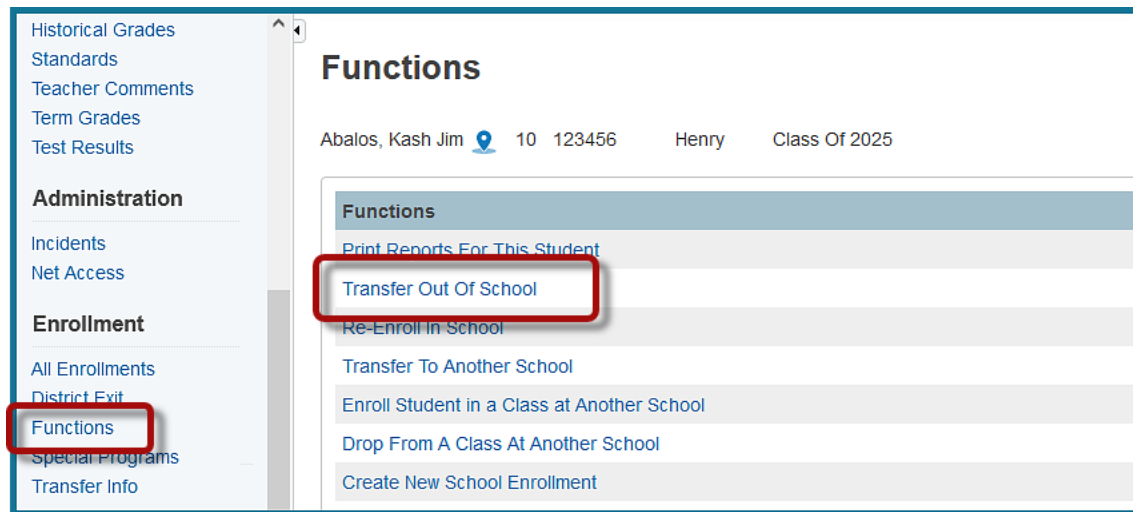 Historical Grades
Standards
Teacher Comments
Term Grades
Test Results
Administration
Incidents
Net Access
Enrollment
All Enrollments
District Exit
Functions
Special Programs
Transfer Info
Functions
Abalos, Kash Jim 10 123456 Henry Class Of 2025
Functions
Print Reports For This Student
Transfer Out Of School
Re-Enroll In School
Transfer To Another School
Enroll Student in a Class at Another School
Drop From A Class At Another School
Create New School Enrollment